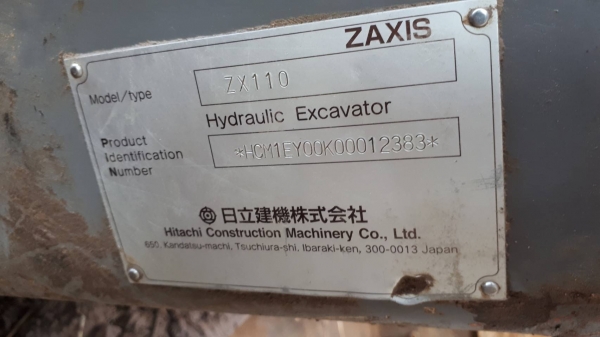 ZAXIS
Model/type ZX110
Hydraulic Excavator
Product
Identification
Number
*HCM1EY00K00012383*
日立建機株式会社
Hitachi Construction Machinery Co., Ltd.
650, Kandatsu-machi, Tsuchiura-shi, Ibaraki-ken, 300-0013 Japan